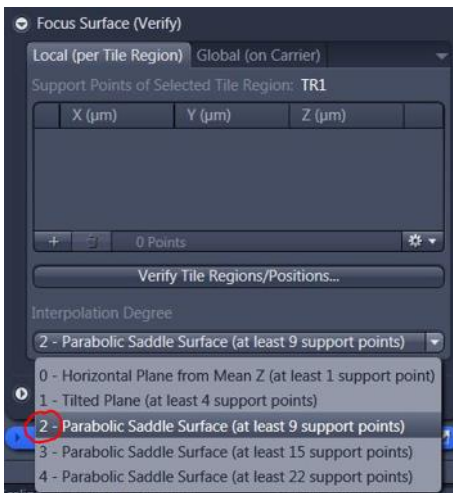 Focus Surface (Verify)
Local (per Tile Region) Global (on Carrier)
Support Points of Selected Tile Region: TR1
X (µm) Y (µm) Z (µm)
+ 0 Points
Verify Tile Regions/Positions...
Interpolation Degree
2 - Parabolic Saddle Surface (at least 9 support points)
0 - Horizontal Plane from Mean Z (at least 1 support point)
1 - Tilted Plane (at least 4 support points)
2 - Parabolic Saddle Surface (at least 9 support points)
3 - Parabolic Saddle Surface (at least 15 support points)
4 - Parabolic Saddle Surface (at least 22 support points)